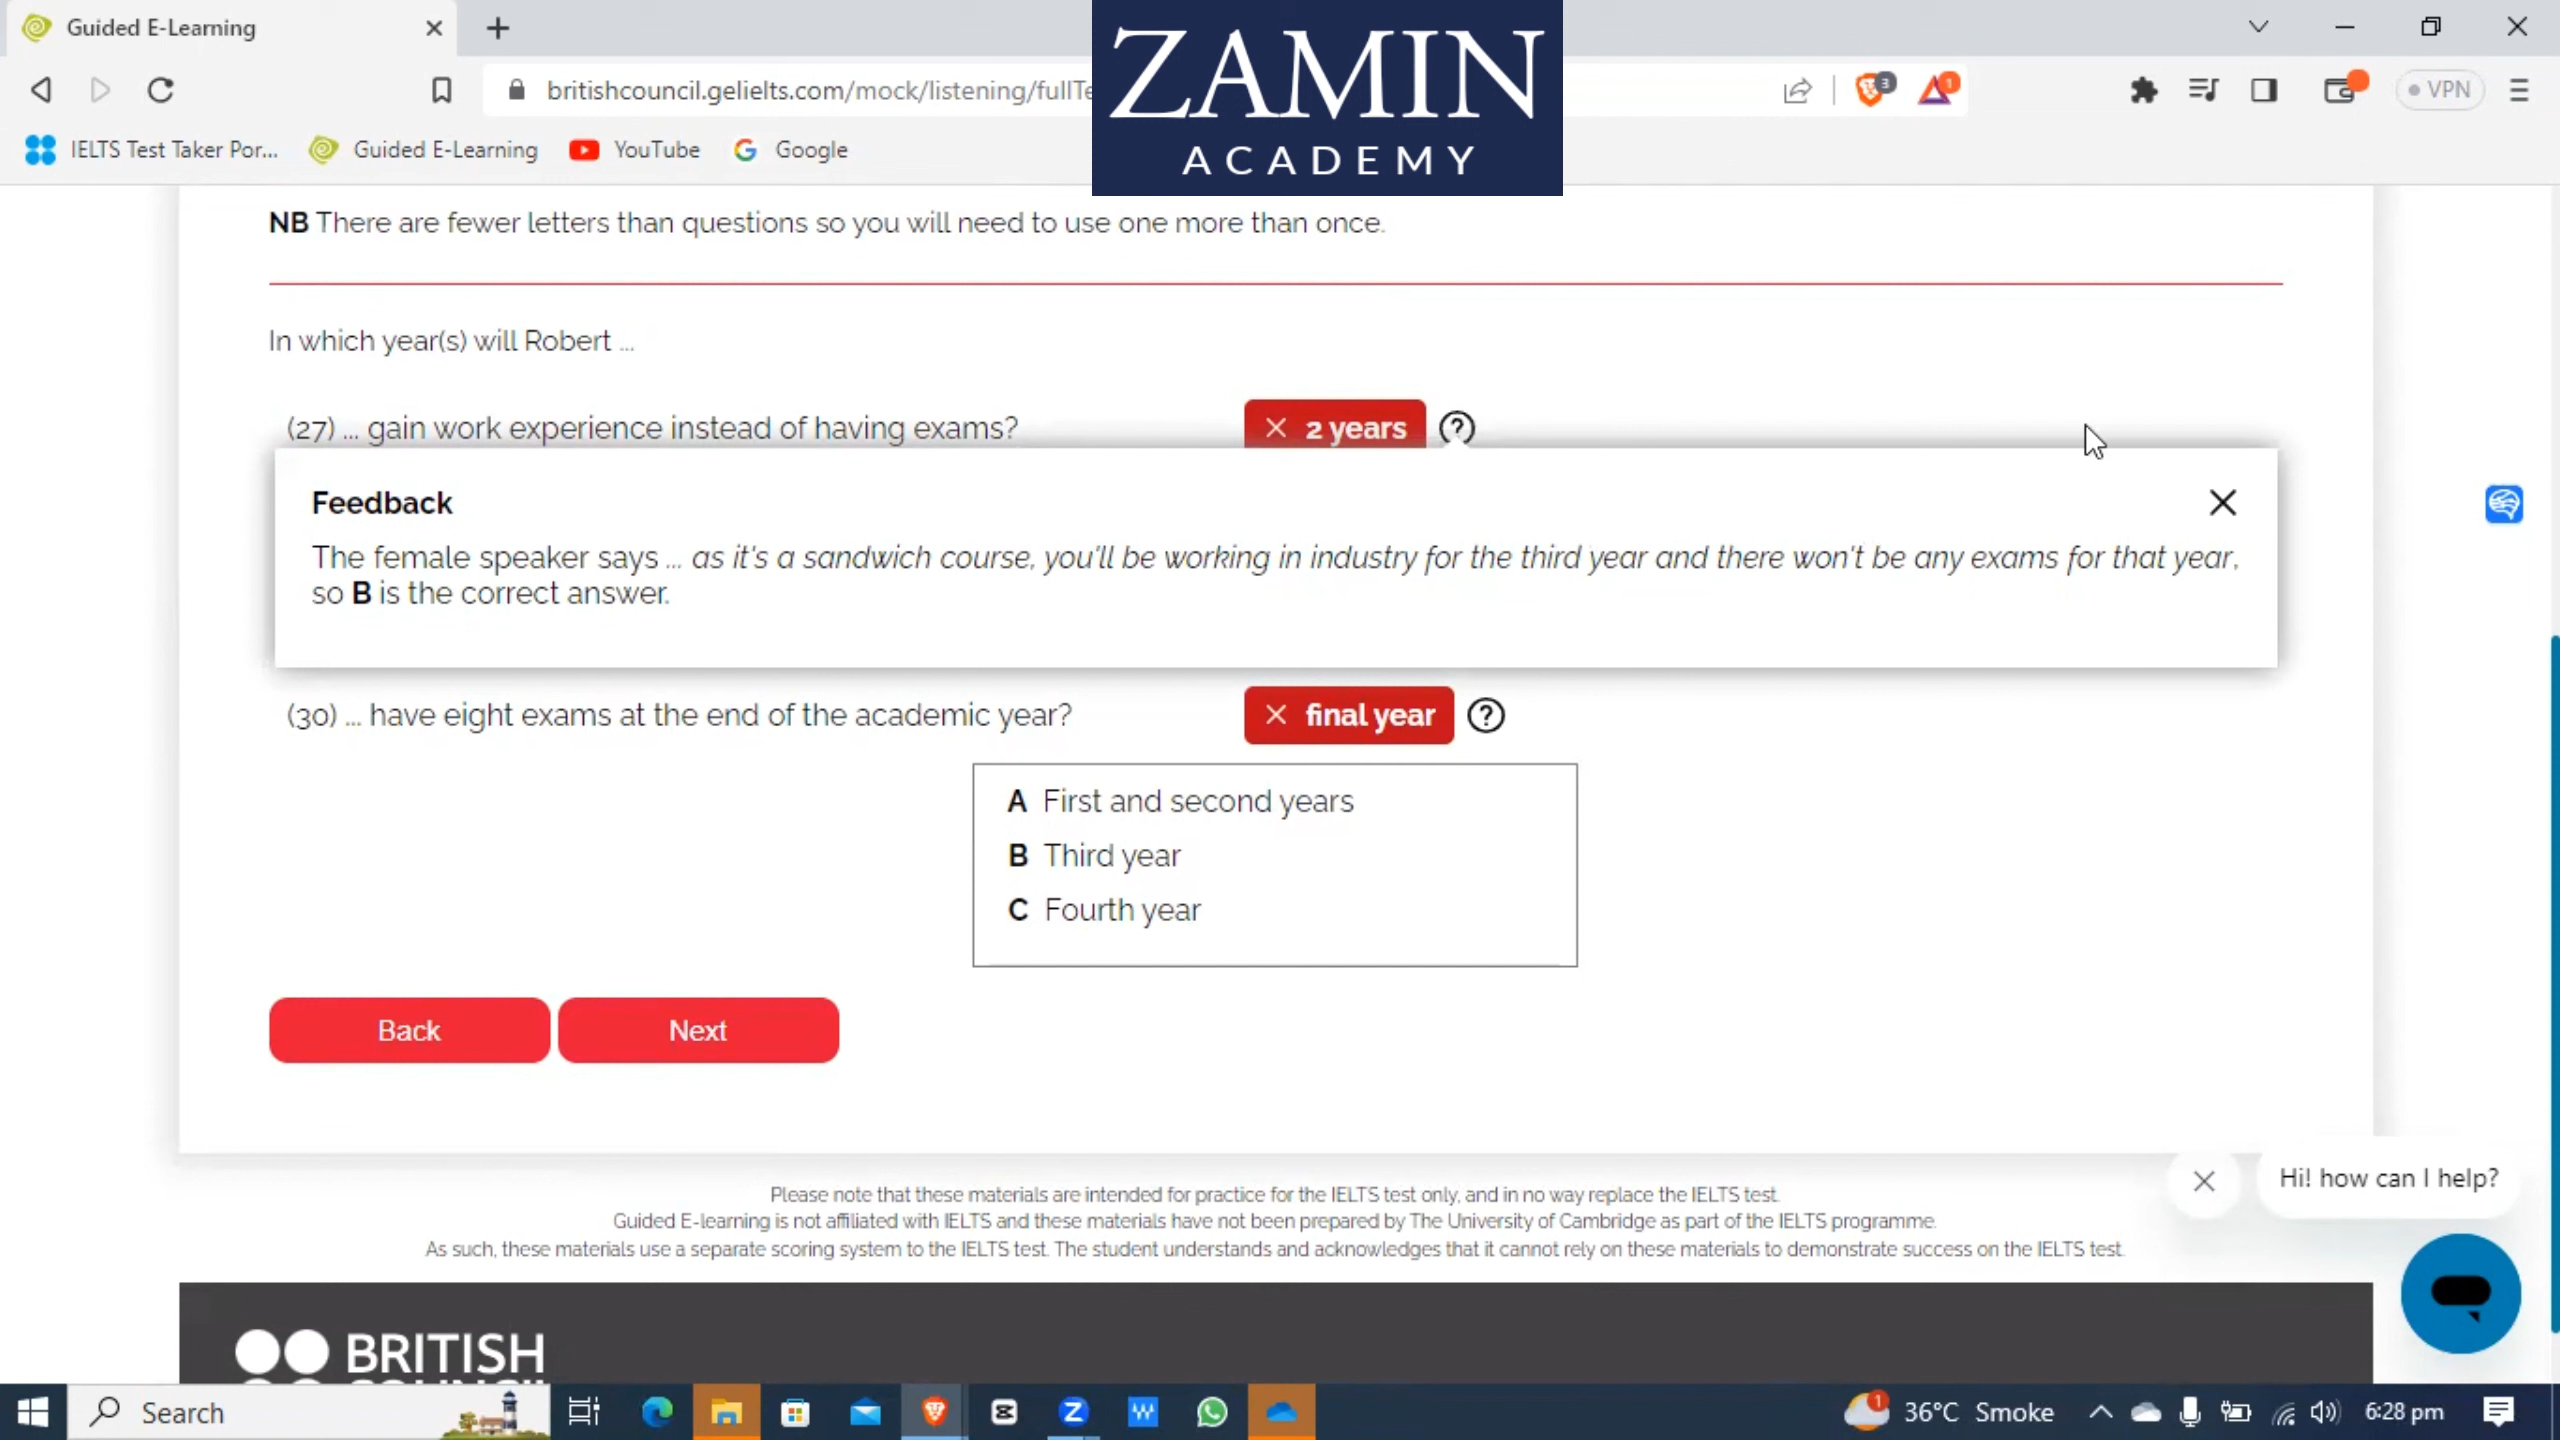 Guided E-Learning
britishcouncil.gelielts.com/mock/listening/fullTe
ZAMIN
ACADEMY
3
1
VPN
IELTS Test Taker Por...
Guided E-Learning
YouTube
Google
NB There are fewer letters than questions so you will need to use one more than once.
In which year(s) will Robert ...
(27) ... gain work experience instead of having exams?
2 years
Feedback
The female speaker says ... as it's a sandwich course, you'll be working in industry for the third year and there won't be any exams for that year,
so B is the correct answer.
(30) ... have eight exams at the end of the academic year?
final year
A First and second years
B Third year
C Fourth year
Back
Next
Hi! how can I help?
Please note that these materials are intended for practice for the IELTS test only, and in no way replace the IELTS test.
Guided E-learning is not affiliated with IELTS and these materials have not been prepared by The University of Cambridge as part of the IELTS programme.
As such, these materials use a separate scoring system to the IELTS test. The student understands and acknowledges that it cannot rely on these materials to demonstrate success on the IELTS test.
BRITISH
Search
1
36°C Smoke
6:28 pm